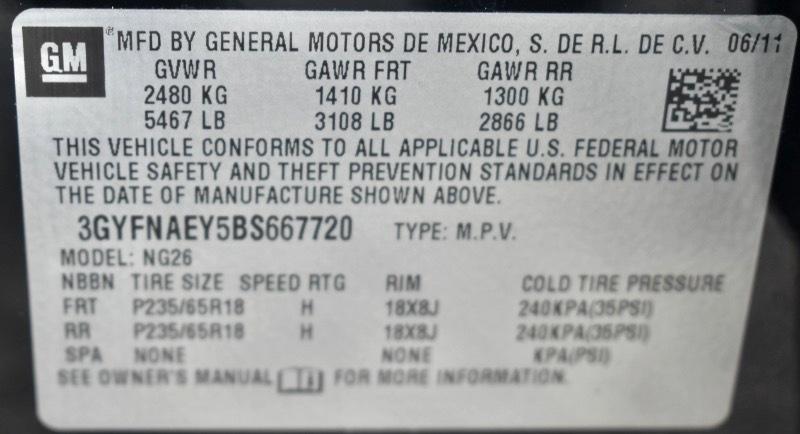 GM
® MFD BY GENERAL MOTORS DE MEXICO, S. DE R.L. DE C.V. 06/11
GVWR GAWR FRT GAWR RR
2480 KG 1410 KG 1300 KG
5467 LB 3108 LB 2866 LB
THIS VEHICLE CONFORMS TO ALL APPLICABLE U.S. FEDERAL MOTOR
VEHICLE SAFETY AND THEFT PREVENTION STANDARDS IN EFFECT ON
THE DATE OF MANUFACTURE SHOWN ABOVE.
3GYFNAEY5BS667720 TYPE: M.P.V.
MODEL: NG26
NBBN TIRE SIZE SPEED RTG RIM COLD TIRE PRESSURE
FRT P235/65R18 H 18X8J 240KPA(35PSI)
RR P235/65R18 H 18X8J 240KPA(35PSI)
SPA NONE NONE KPA(PSI)
SEE OWNER'S MANUAL FOR MORE INFORMATION.